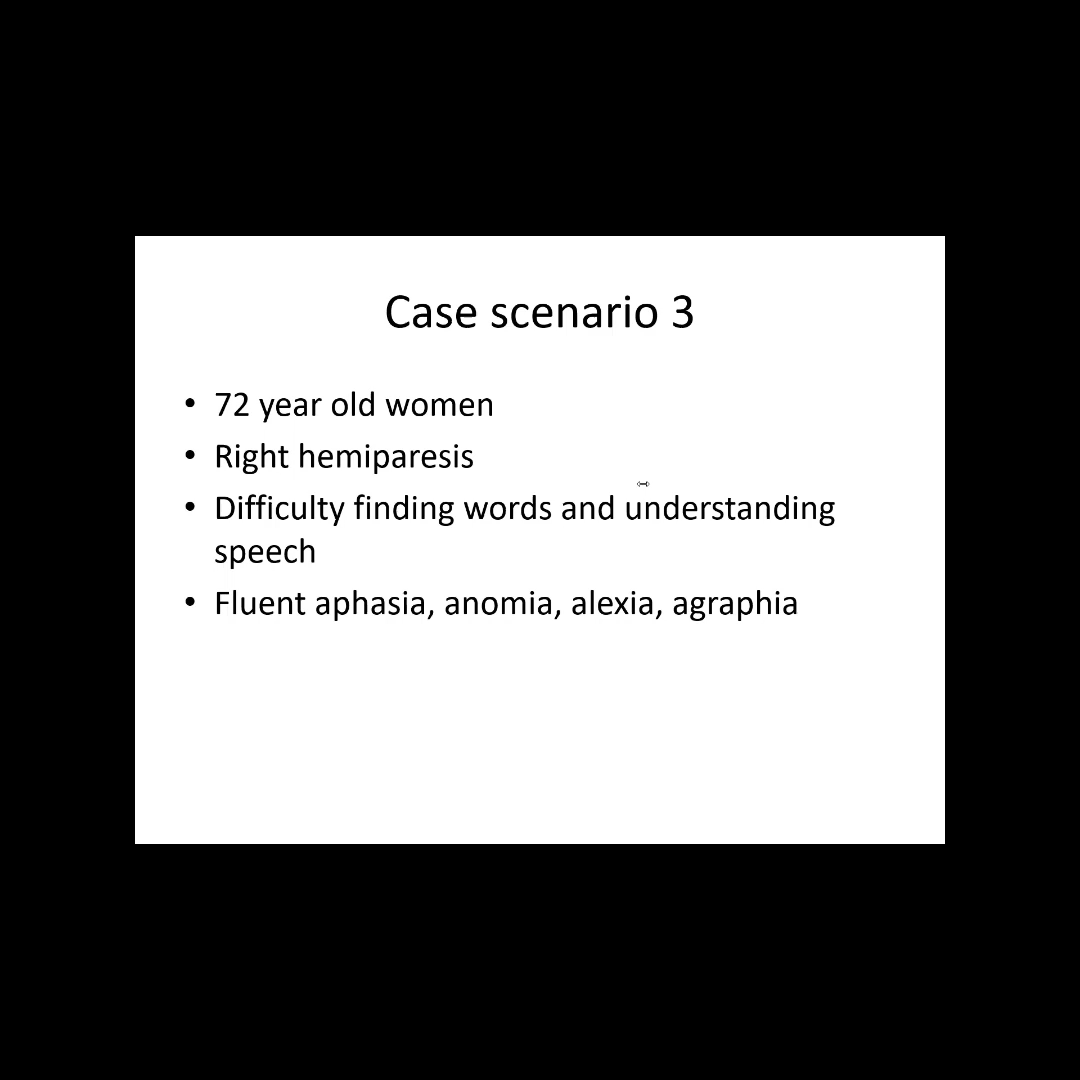 Case scenario 3
• 72 year old women
• Right hemiparesis
• Difficulty finding words and understanding
speech
• Fluent aphasia, anomia, alexia, agraphia